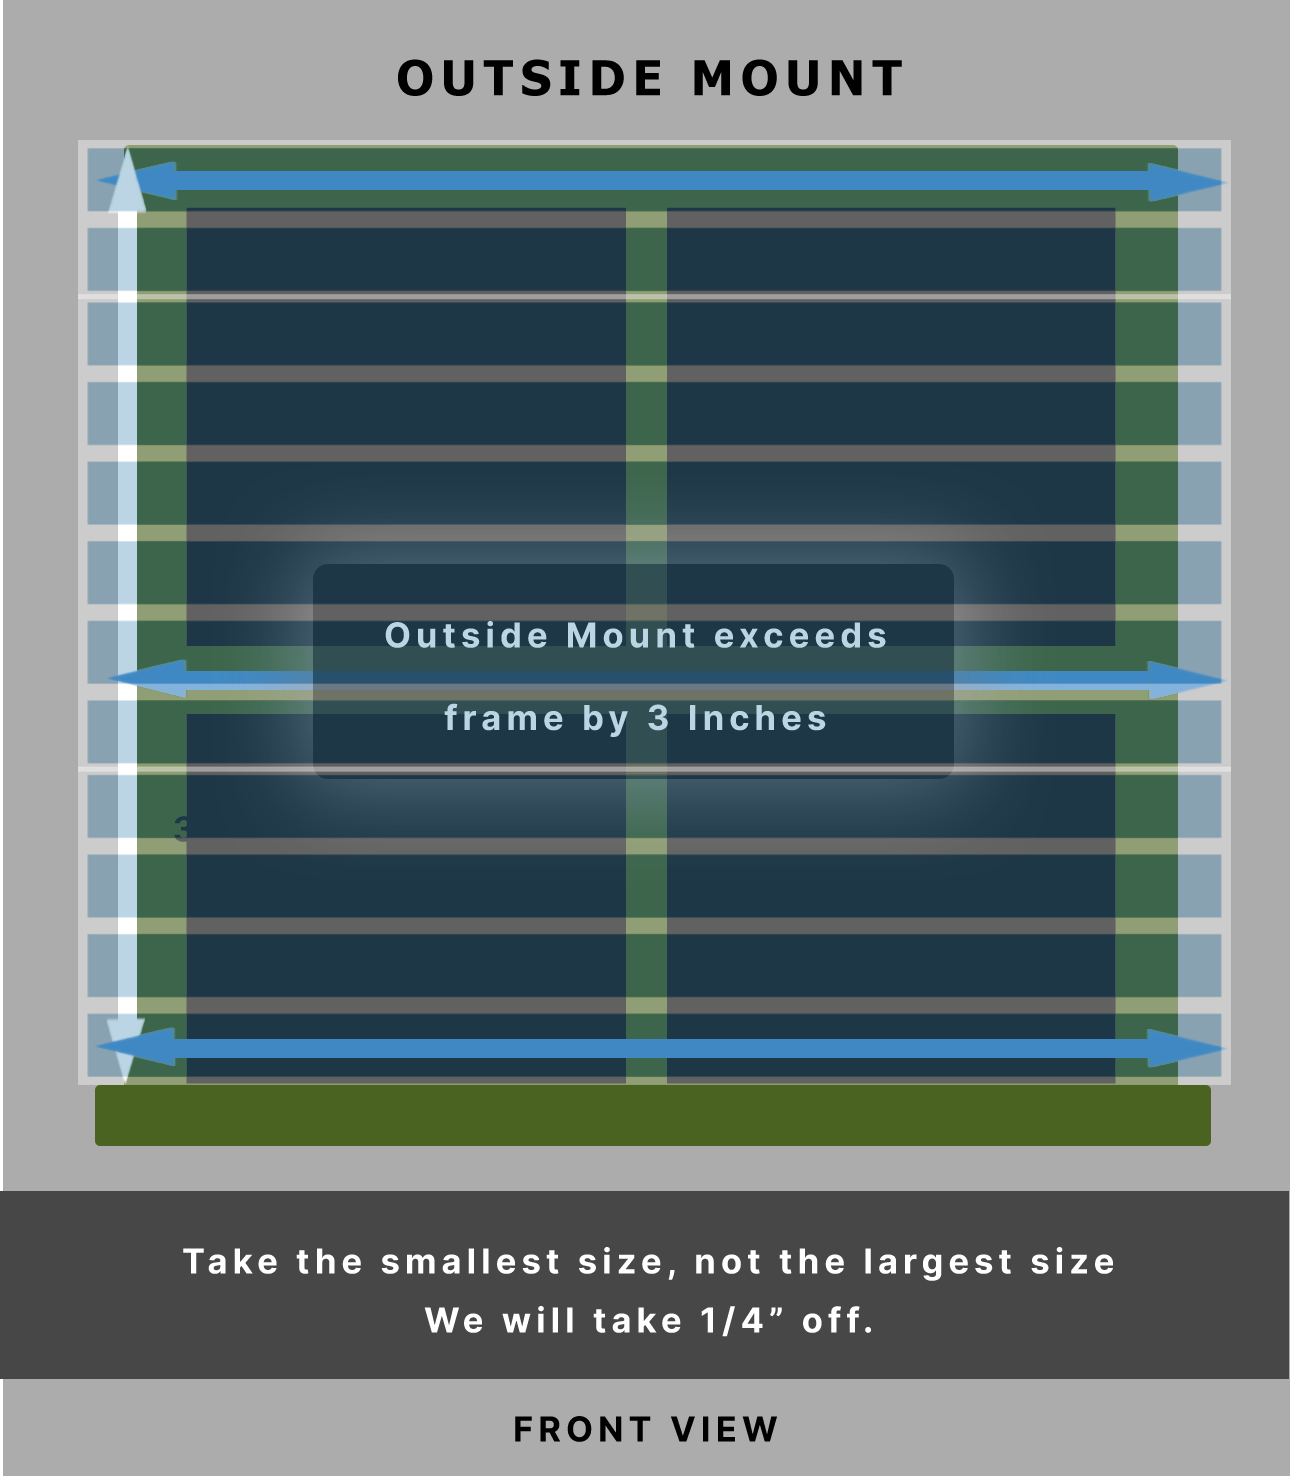 OUTSIDE MOUNT
Outside Mount exceeds
frame by 3 Inches
3
Take the smallest size, not the largest size
We will take 1/4” off.
FRONT VIEW